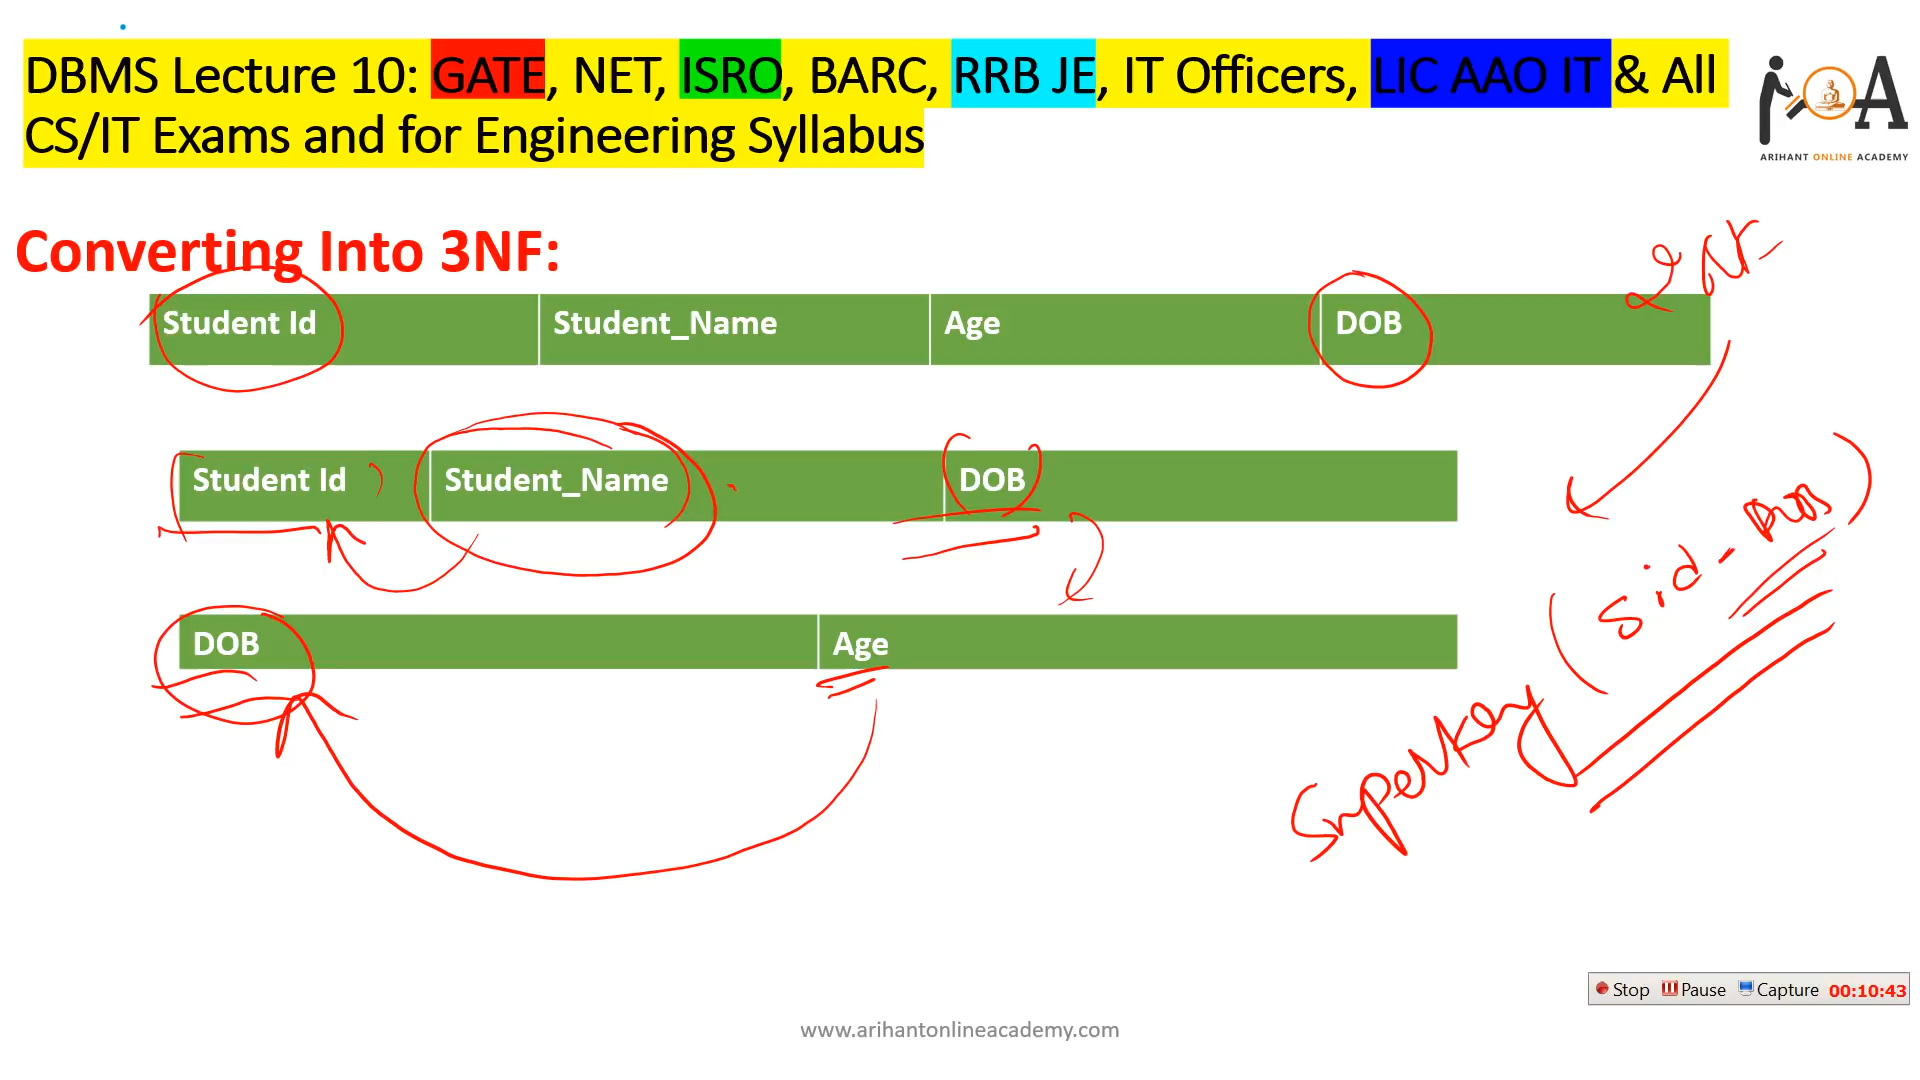 DBMS Lecture 10: GATE, NET, ISRO, BARC, RRB JE, IT Officers, LIC AAO IT & All
CS/IT Exams and for Engineering Syllabus
ARIHANT ONLINE ACADEMY
Converting Into 3NF:
2NF
Student Id Student_Name Age DOB
Student Id Student_Name DOB
DOB Age
Superkey (Sid -
Stop Pause Capture 00:10:43
www.arihantonlineacademy.com